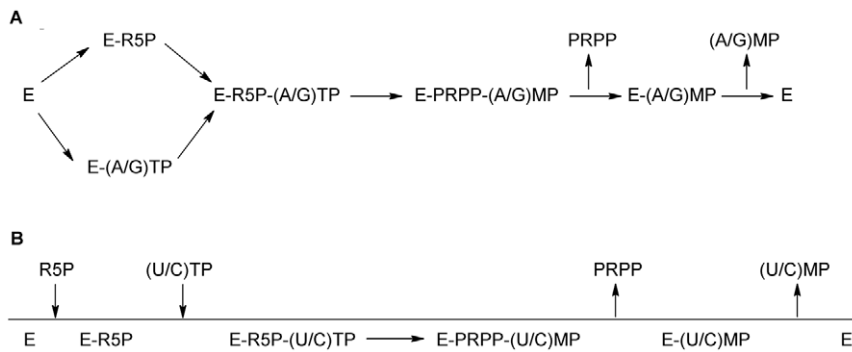 A
E-R5P
PRPP (A/G)MP
E E-R5P-(A/G)TP E-PRPP-(A/G)MP E-(A/G)MP E
E-(A/G)TP
B
R5P (U/C)TP PRPP (U/C)MP
E E-R5P E-R5P-(U/C)TP E-PRPP-(U/C)MP E-(U/C)MP E